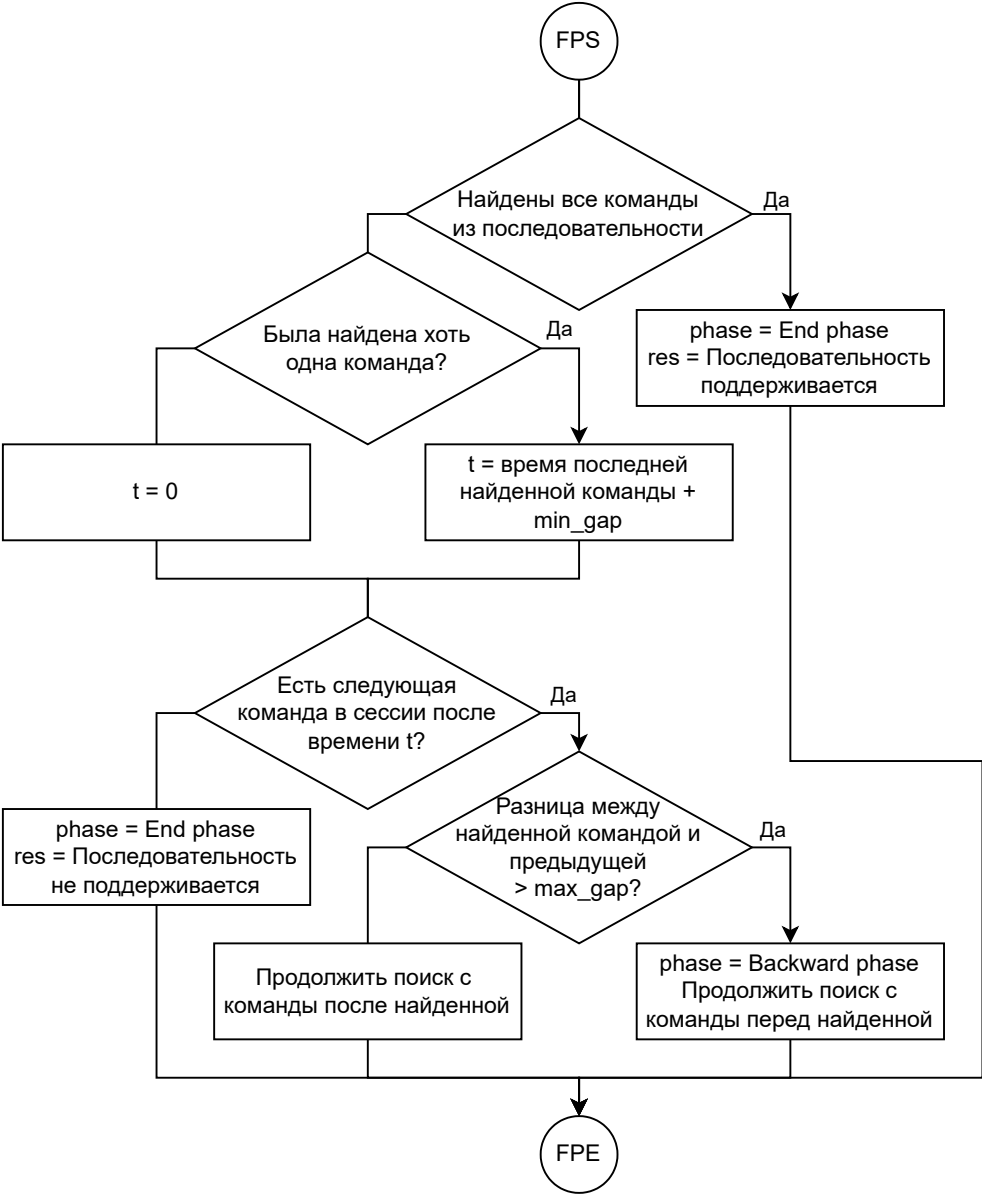 FPS
Найдены все команды
из последовательности
Да
Была найдена хоть
одна команда?
Да
phase = End phase
res = Последовательность
поддерживается
t = 0
t = время последней
найденной команды +
min_gap
Есть следующая
команда в сессии после
времени t?
Да
Разница между
найденной командой и
предыдущей
> max_gap?
Да
phase = End phase
res = Последовательность
не поддерживается
Продолжить поиск с
команды после найденной
phase = Backward phase
Продолжить поиск с
команды перед найденной
FPE